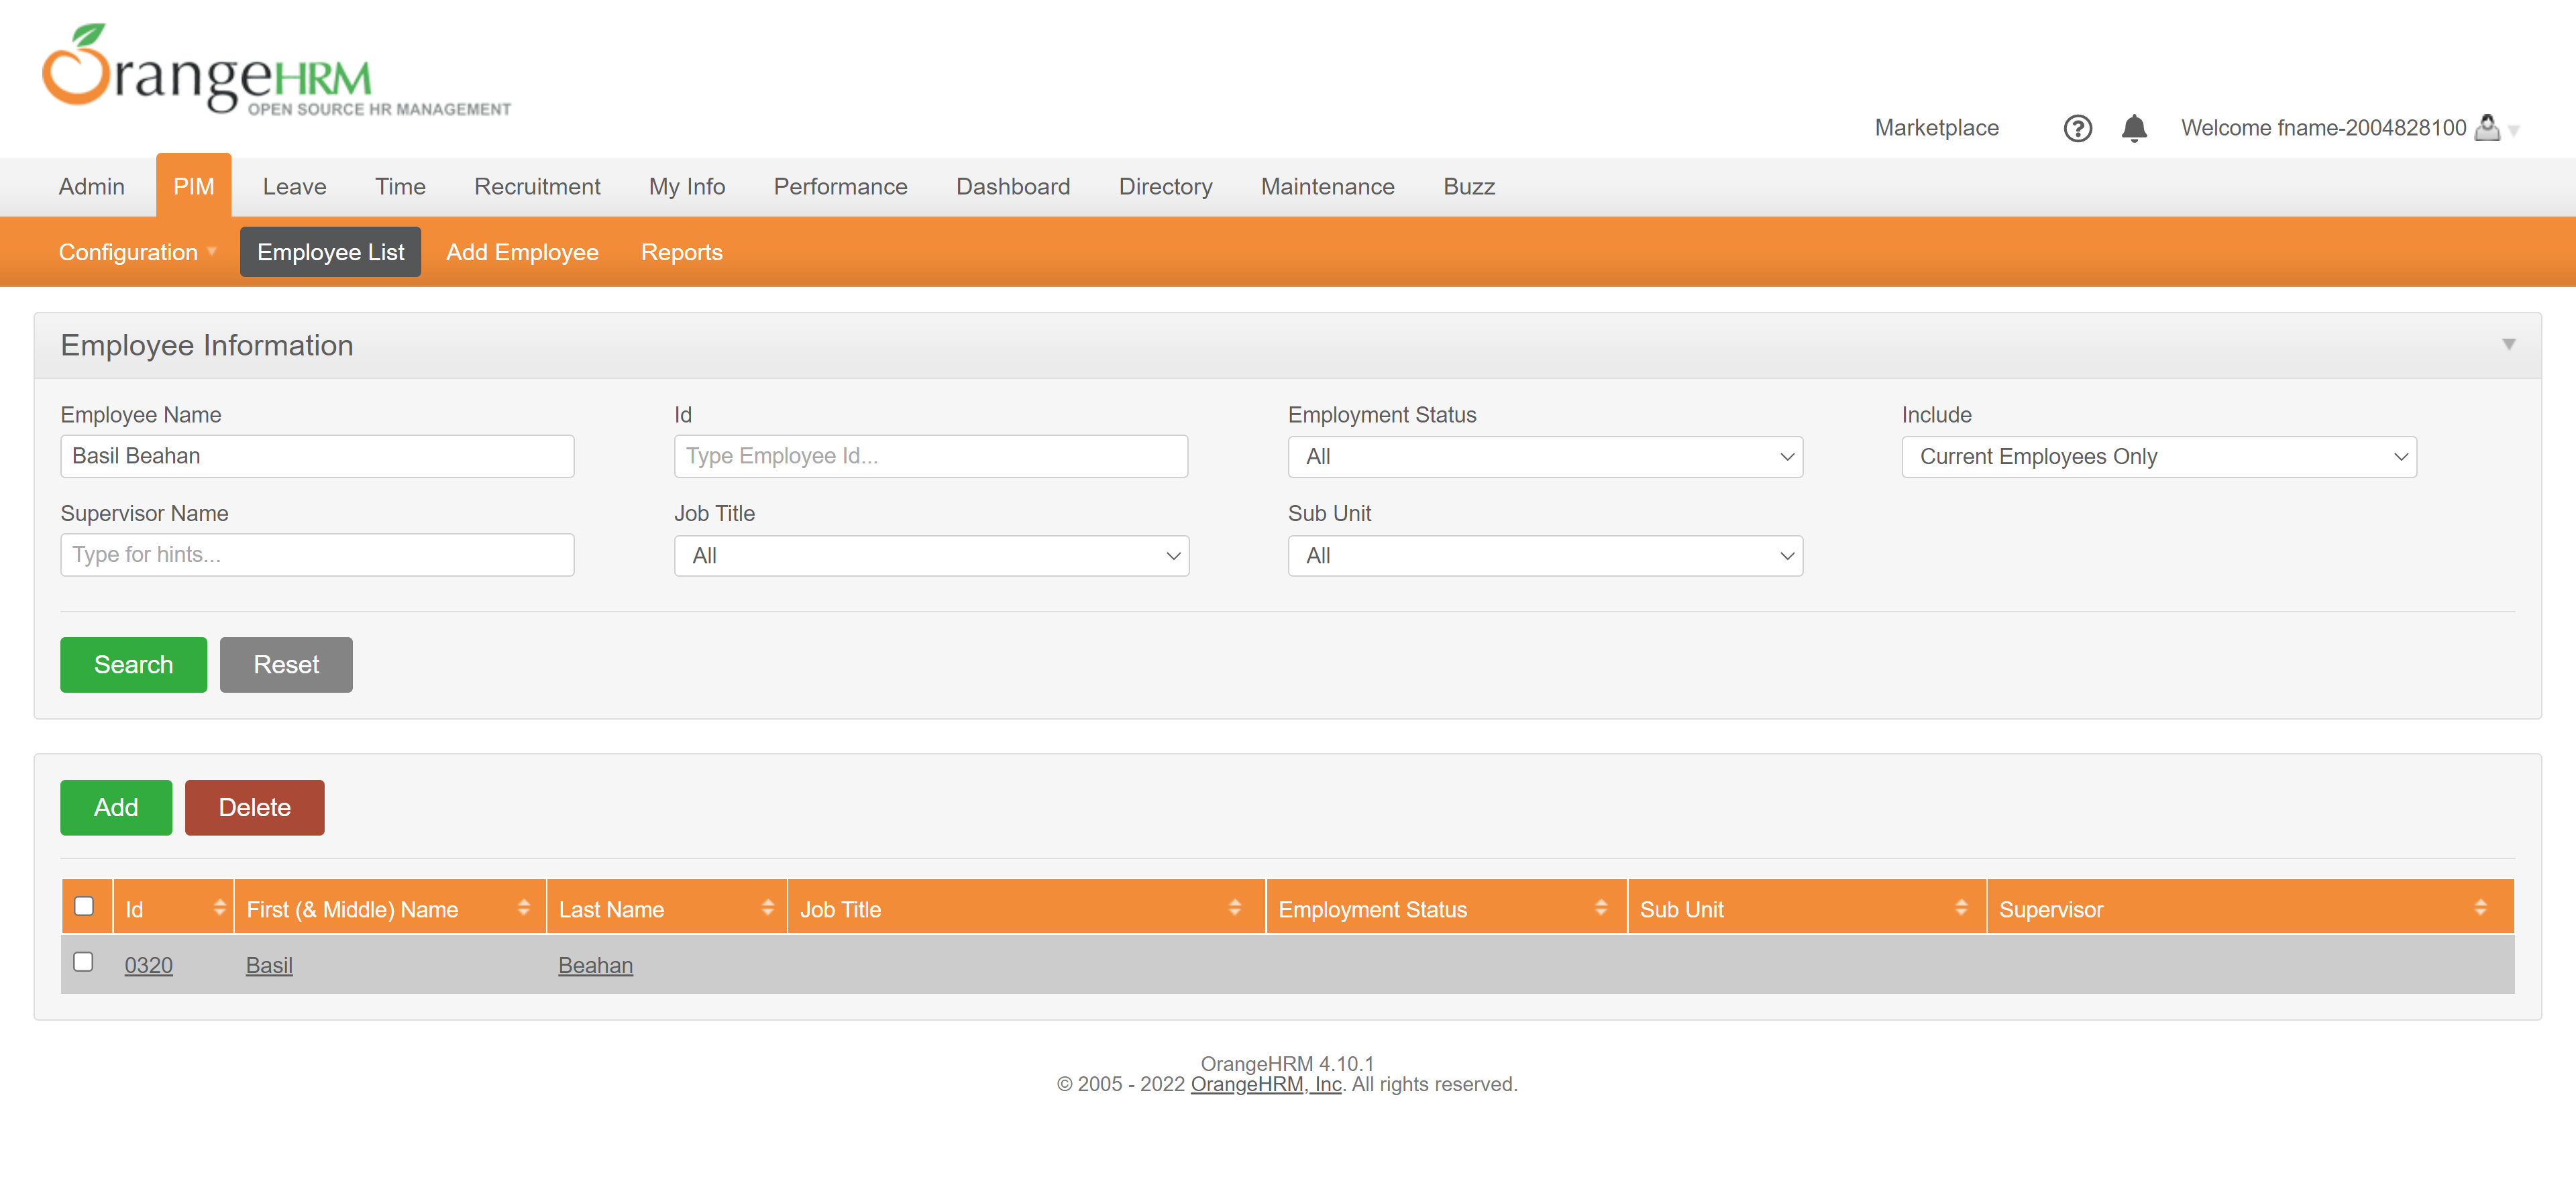 OrangeHRM
OPEN SOURCE HR MANAGEMENT
Marketplace Welcome fname-2004828100
Admin PIM Leave Time Recruitment My Info Performance Dashboard Directory Maintenance Buzz
Configuration Employee List Add Employee Reports
Employee Information
Employee Name Id Employment Status Include
Basil Beahan Type Employee Id... All Current Employees Only
Supervisor Name Job Title Sub Unit
Type for hints... All All
Search Reset
Add Delete
Id First (& Middle) Name Last Name Job Title Employment Status Sub Unit Supervisor
0320 Basil Beahan
OrangeHRM 4.10.1
© 2005 - 2022 OrangeHRM, Inc. All rights reserved.